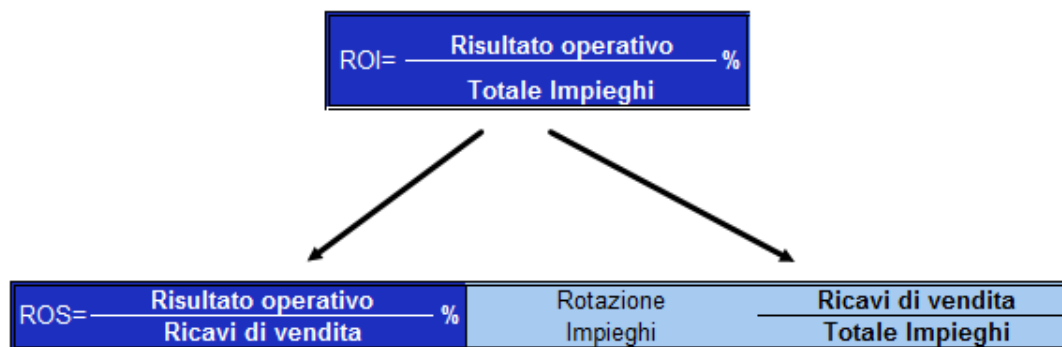 Risultato operativo
ROI= %
Totale Impieghi
Risultato operativo
ROS= %
Ricavi di vendita
Rotazione
Impieghi
Ricavi di vendita
Totale Impieghi